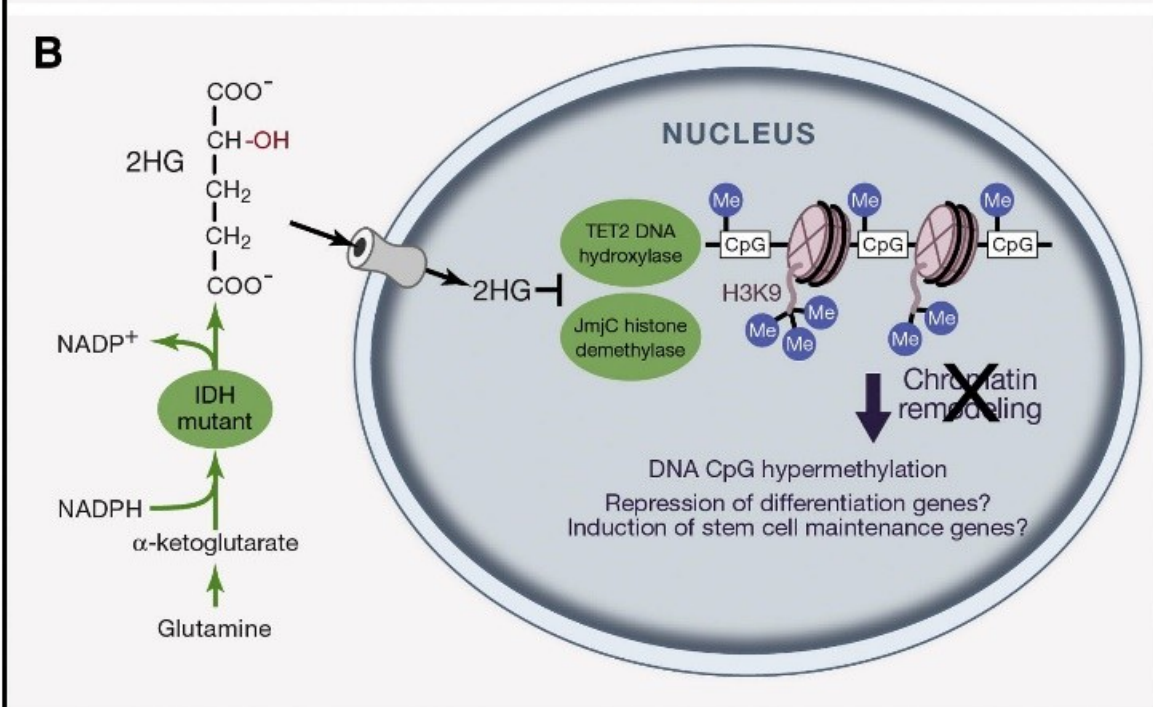 B
COO⁻
CH-OH
2HG
CH₂
CH₂
COO⁻
NADP⁺
IDH
mutant
NADPH
α-ketoglutarate
Glutamine
NUCLEUS
2HG
TET2 DNA
hydroxylase
JmjC histone
demethylase
Me
Me
Me
CpG
CpG
CpG
H3K9
Me
Me
Me
Me
Me
Chromatin
remodeling
X
DNA CpG hypermethylation
Repression of differentiation genes?
Induction of stem cell maintenance genes?